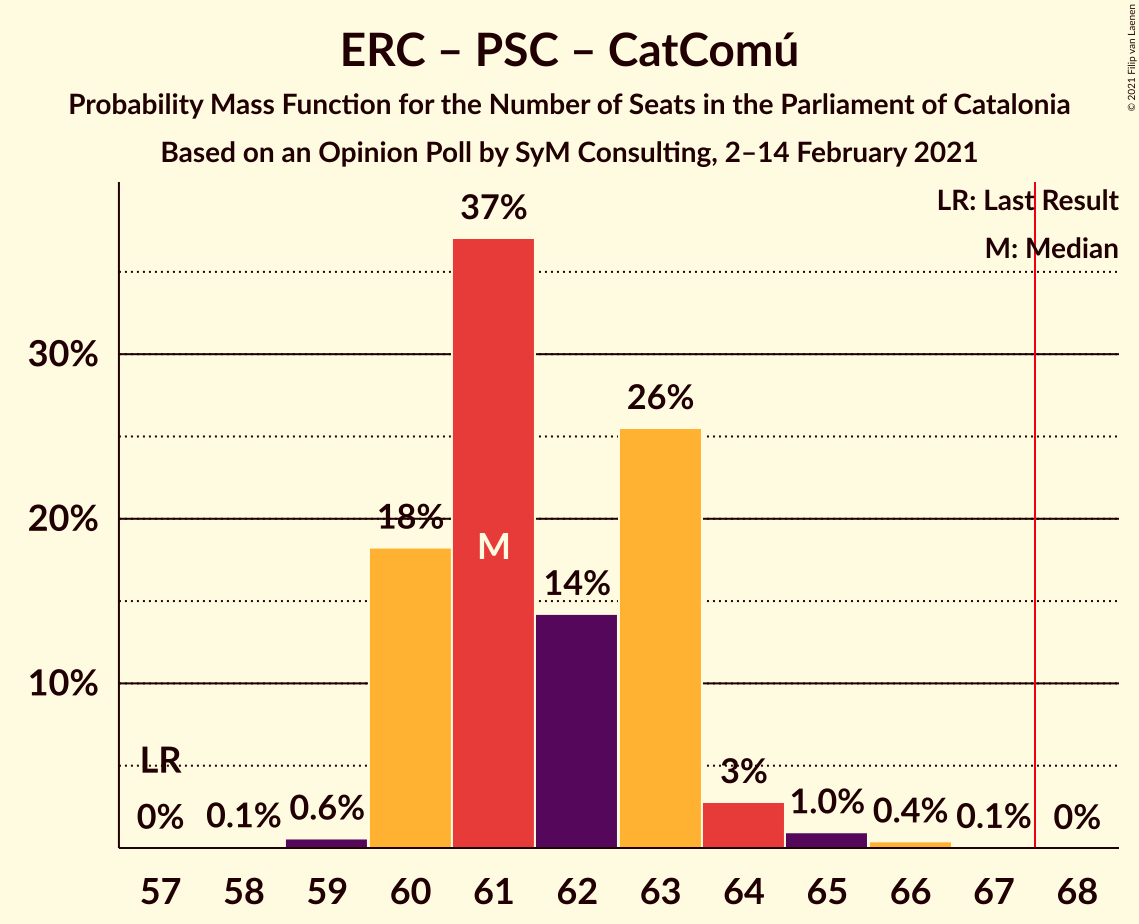 ERC – PSC – CatComú
Probability Mass Function for the Number of Seats in the Parliament of Catalonia
Based on an Opinion Poll by SyM Consulting, 2–14 February 2021
© 2021 Filip van Laenen
LR: Last Result
M: Median
37%
30%
26%
20%
18%
M
14%
10%
LR
3%
0%
0.1%
0.6%
1.0%
0.4%
0.1%
0%
57 58 59 60 61 62 63 64 65 66 67 68